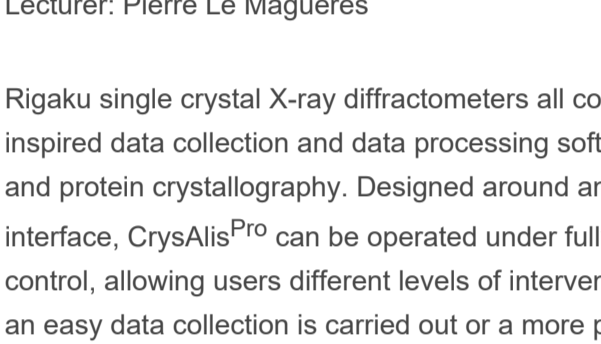 Lecturer: Pierre Le Magueres
Rigaku single crystal X-ray diffractometers all co
inspired data collection and data processing soft
and protein crystallography. Designed around an
interface, CrysAlisPro can be operated under full
control, allowing users different levels of interven
an easy data collection is carried out or a more p